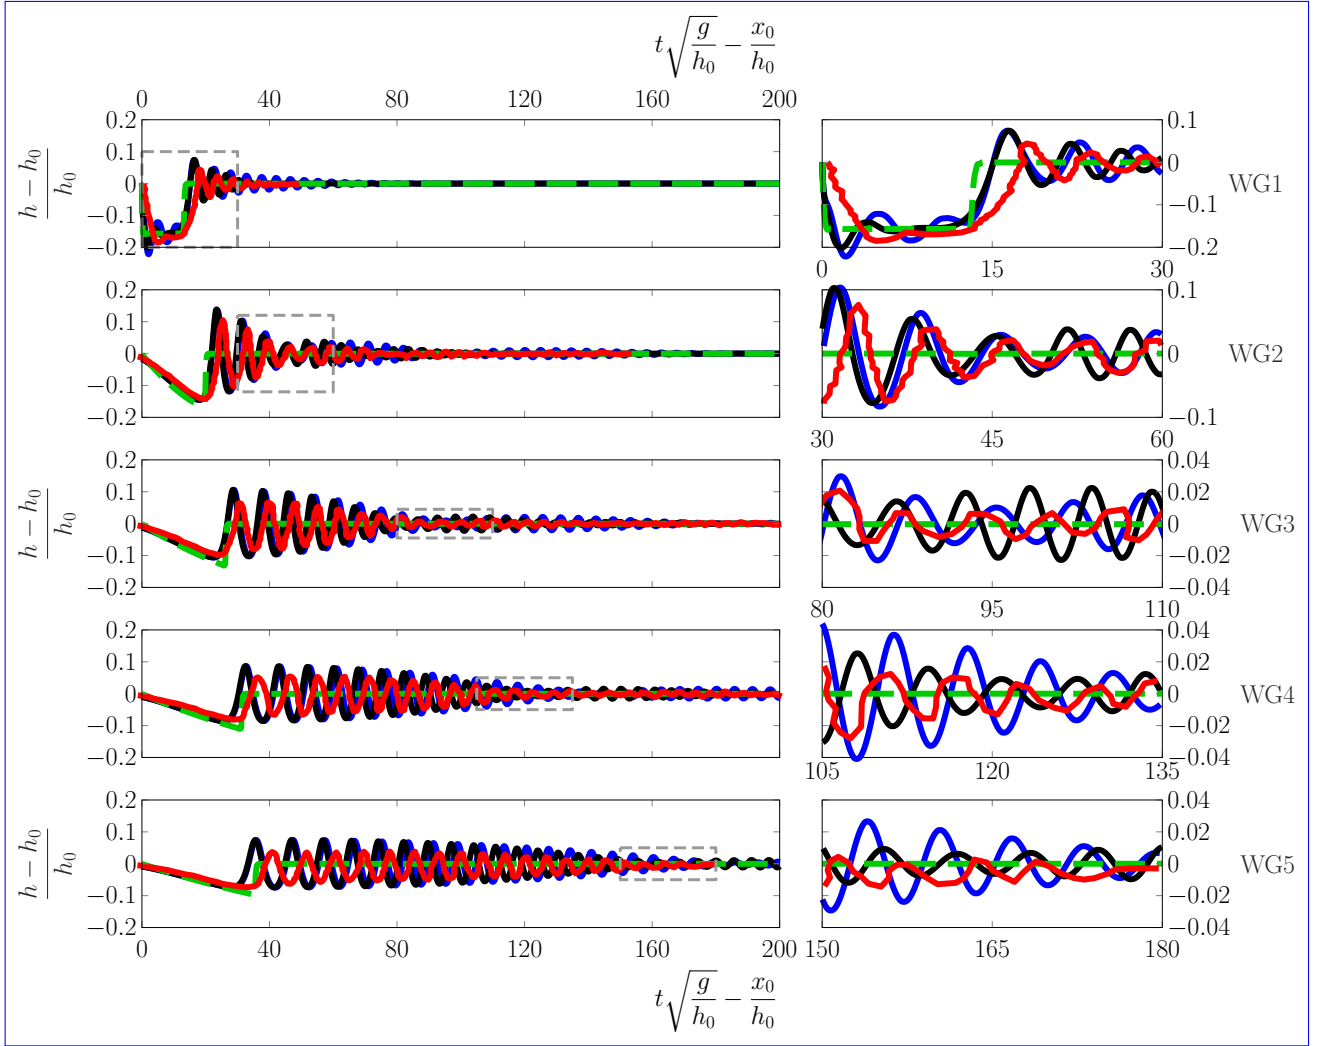 t√(g/h₀) − x₀/h₀
0 40 80 120 160 200
0.2 0.1 0 −0.1 −0.2
(h − h₀)/h₀
0.1 0 −0.1 −0.2
WG1
0 15 30
0.2 0.1 0 −0.1 −0.2
0.1 0 −0.1
WG2
30 45 60
0.2 0.1 0 −0.1 −0.2
(h − h₀)/h₀
0.04 0.02 0 −0.02 −0.04
WG3
80 95 110
0.2 0.1 0 −0.1 −0.2
0.04 0.02 0 −0.02 −0.04
WG4
105 120 135
0.2 0.1 0 −0.1 −0.2
(h − h₀)/h₀
0.04 0.02 0 −0.02 −0.04
WG5
0 40 80 120 160 200
150 165 180
t√(g/h₀) − x₀/h₀